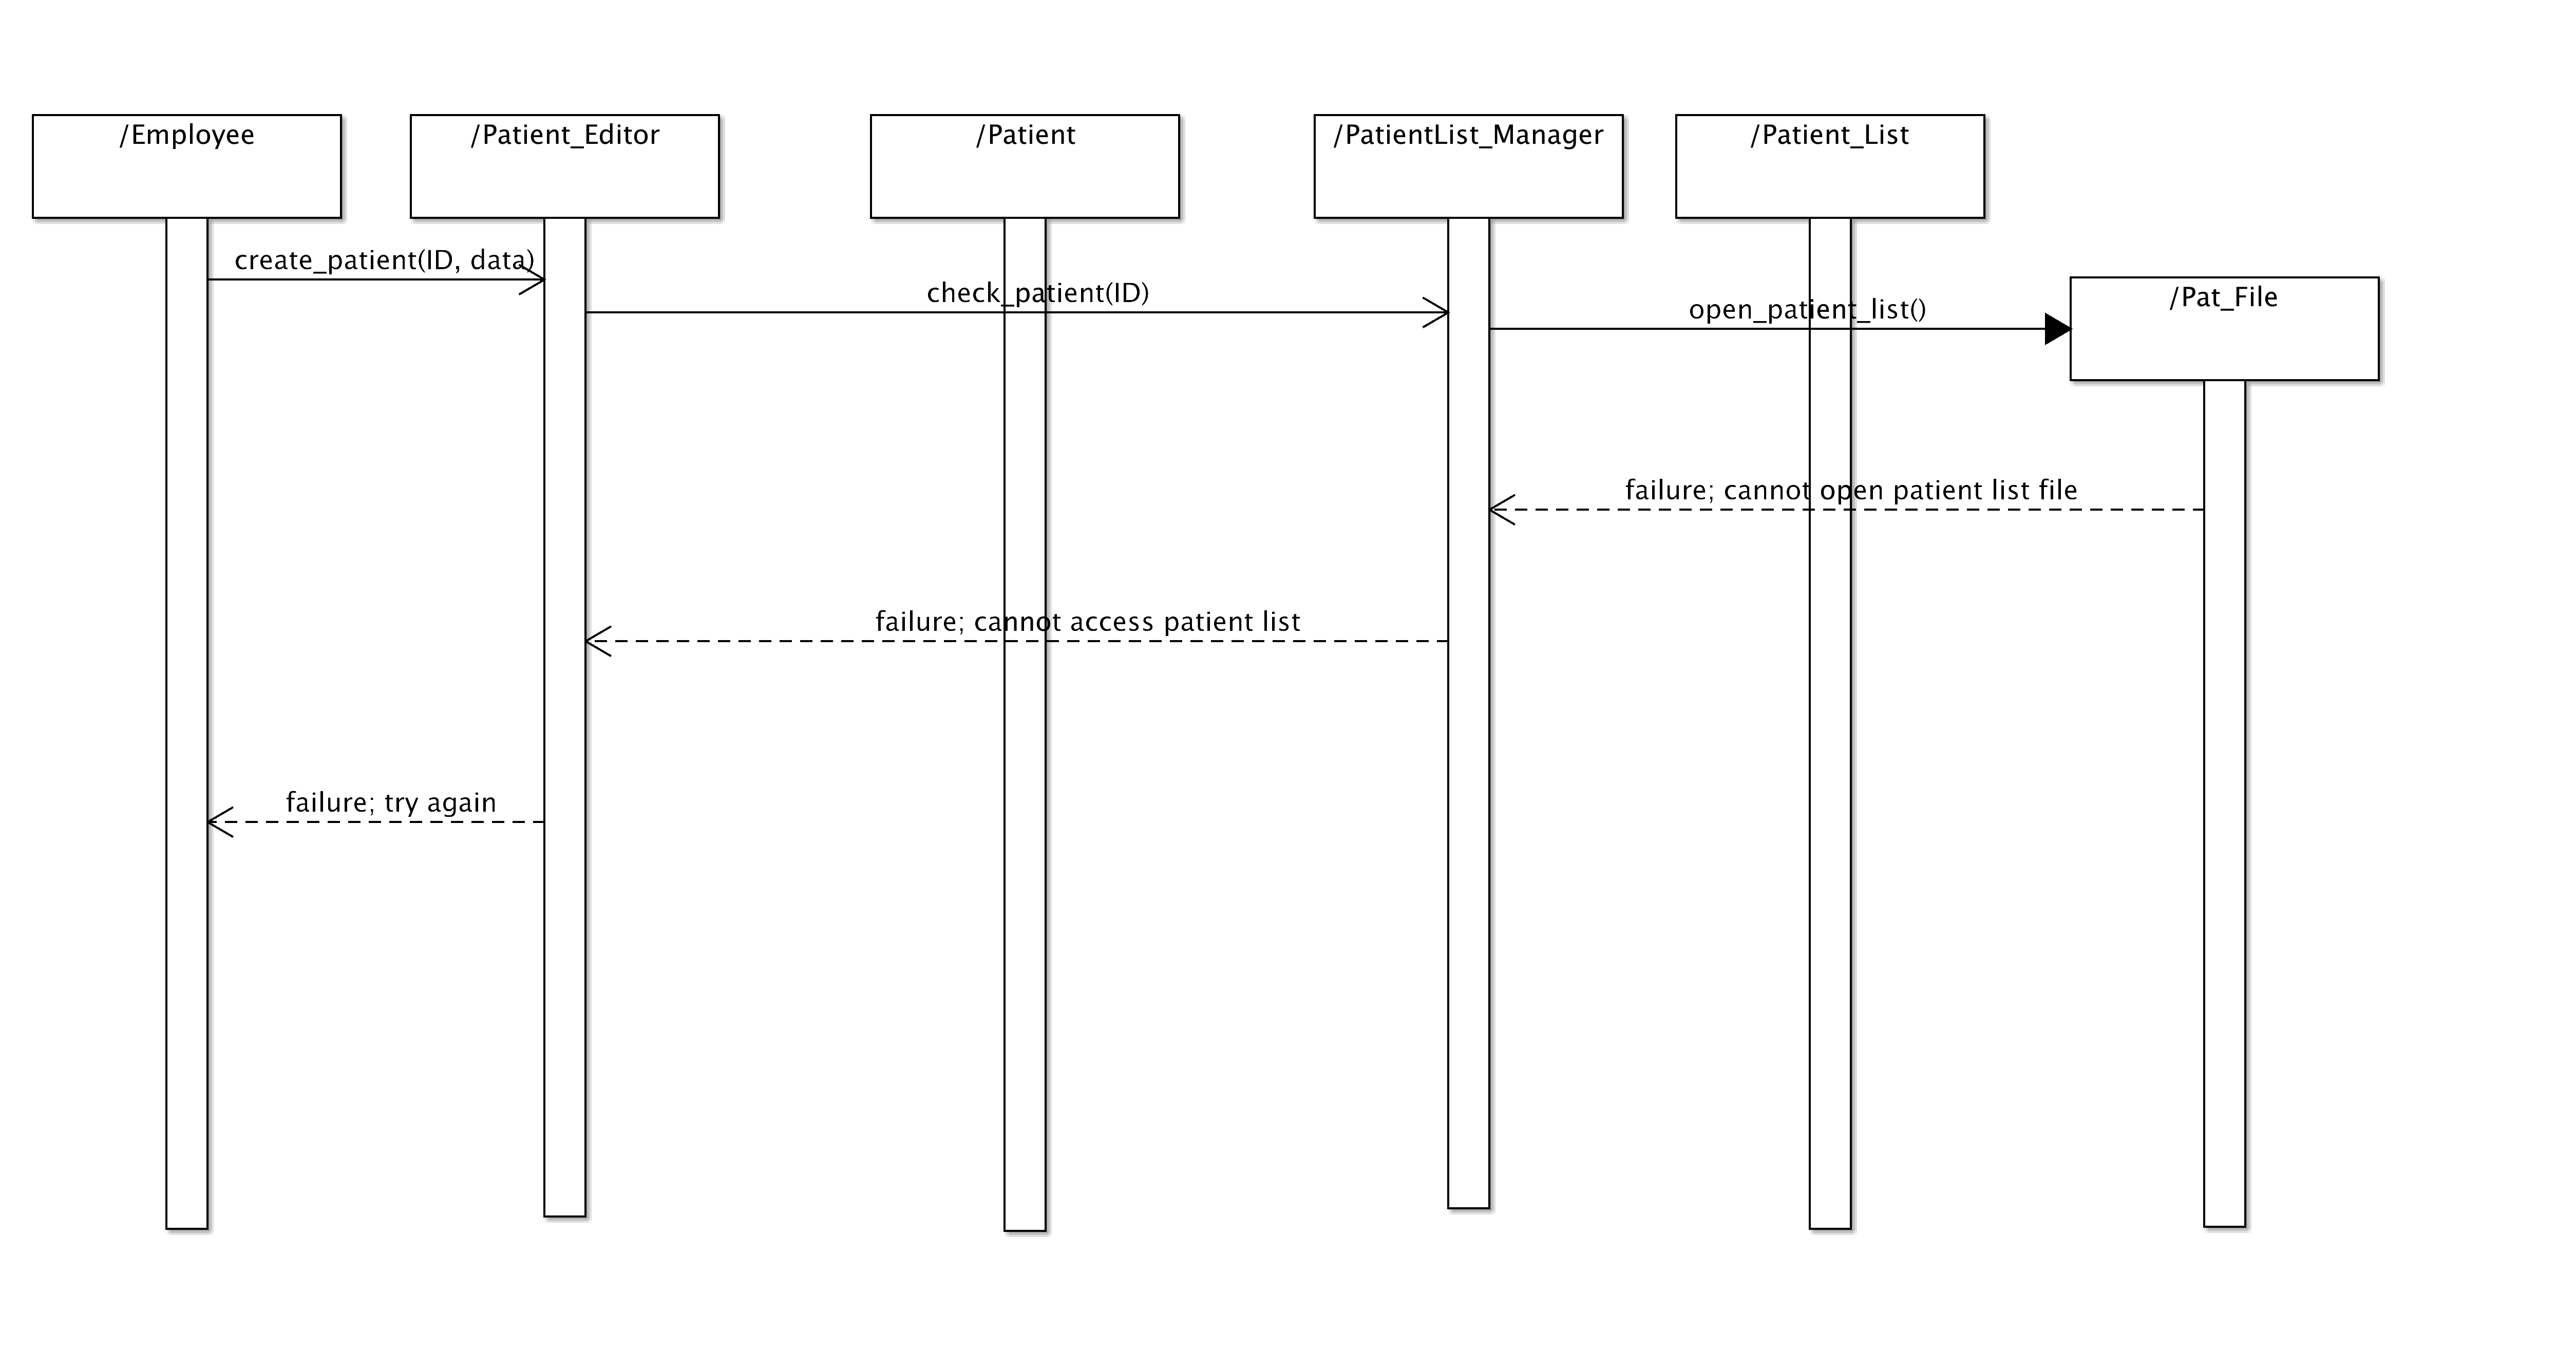 /Employee
/Patient_Editor
/Patient
/PatientList_Manager
/Patient_List
create_patient(ID, data)
check_patient(ID)
open_patient_list()
/Pat_File
failure; cannot open patient list file
failure; cannot access patient list
failure; try again